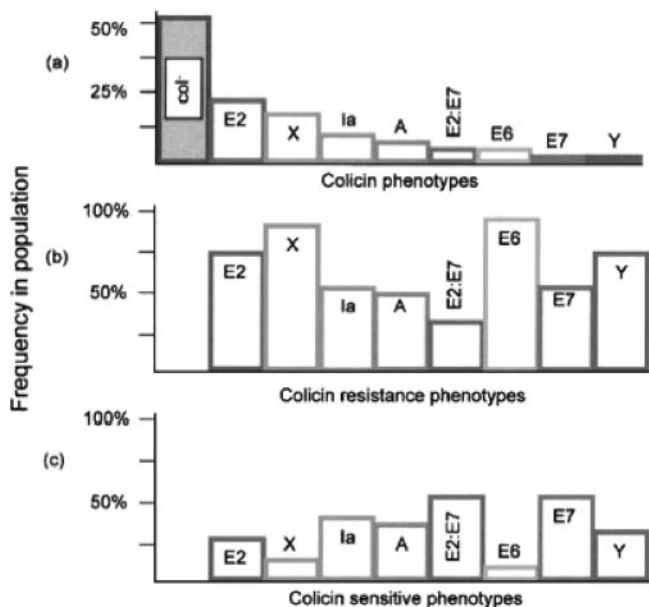 50%
(a)
col-
25%
E2
X
Ia
A
E2:E7
E6
E7
Y
Colicin phenotypes
Frequency in population
100%
(b)
E2
X
Ia
A
E2:E7
E6
E7
Y
50%
Colicin resistance phenotypes
100%
(c)
50%
E2
X
Ia
A
E2:E7
E6
E7
Y
Colicin sensitive phenotypes